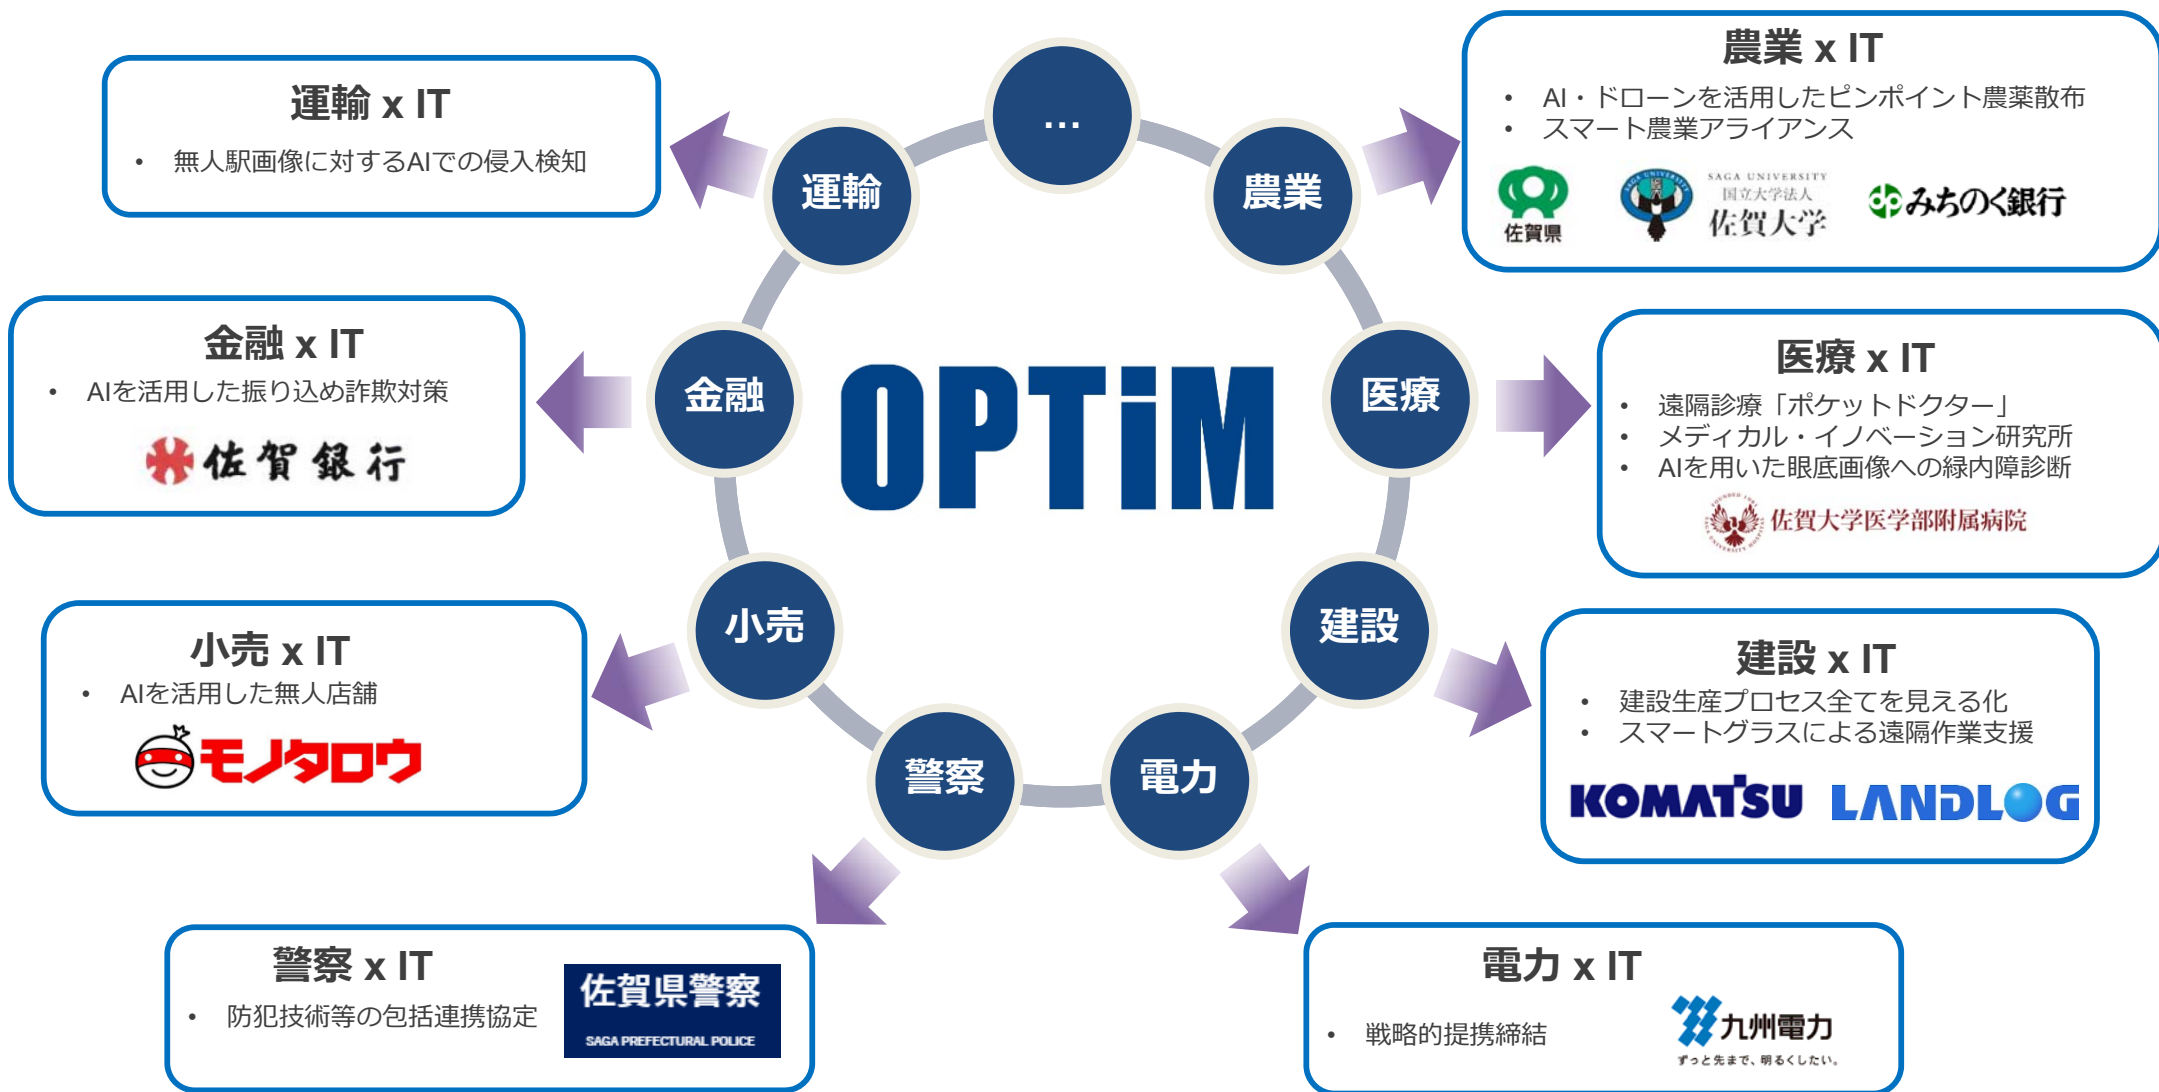 運輸 x IT
• 無人駅画像に対するAIでの侵入検知
金融 x IT
• AIを活用した振り込め詐欺対策
佐賀銀行
小売 x IT
• AIを活用した無人店舗
モノタロウ
警察 x IT
• 防犯技術等の包括連携協定
佐賀県警察
SAGA PREFECTURAL POLICE
...
運輸
農業
金融
OPTiM
医療
小売
建設
警察
電力
農業 x IT
• AI・ドローンを活用したピンポイント農薬散布
• スマート農業アライアンス
佐賀県
SAGA UNIVERSITY
国立大学法人
佐賀大学
みちのく銀行
医療 x IT
• 遠隔診療「ポケットドクター」
• メディカル・イノベーション研究所
• AIを用いた眼底画像への緑内障診断
佐賀大学医学部附属病院
建設 x IT
• 建設生産プロセス全てを見える化
• スマートグラスによる遠隔作業支援
KOMATSU
LANDLOG
電力 x IT
• 戦略的提携締結
九州電力
ずっと先まで、明るくしたい。